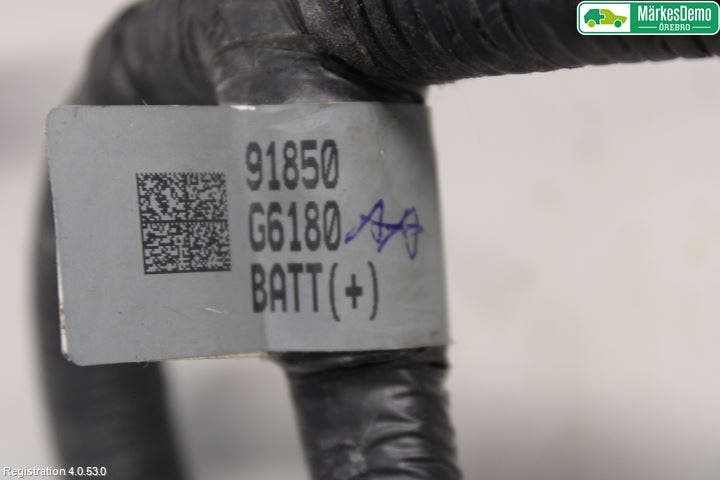 MärkesDemo
ÖREBRO
91850
G6180
BATT(+)
Registration 4.0.53.0